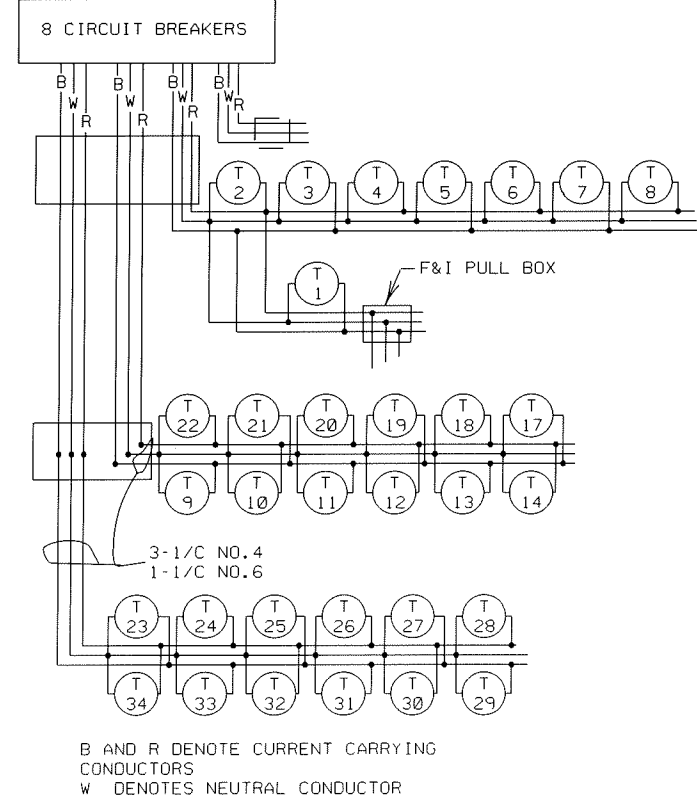 8 CIRCUIT BREAKERS
B W R B W R B W R B W R
T 2 T 3 T 4 T 5 T 6 T 7 T 8
T 1
F&I PULL BOX
T 22 T 21 T 20 T 19 T 18 T 17
T 9 T 10 T 11 T 12 T 13 T 14
3-1/C NO.4
1-1/C NO.6
T 23 T 24 T 25 T 26 T 27 T 28
T 34 T 33 T 32 T 31 T 30 T 29
B AND R DENOTE CURRENT CARRYING
CONDUCTORS
W DENOTES NEUTRAL CONDUCTOR